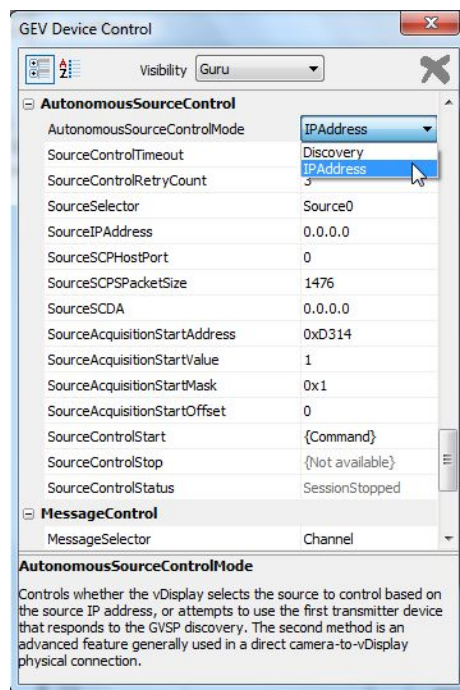 GEV Device Control
Visibility Guru
AutonomousSourceControl
AutonomousSourceControlMode IPAddress
SourceControlTimeout Discovery
IPAddress
SourceControlRetryCount 3
SourceSelector Source0
SourceIPAddress 0.0.0.0
SourceSCPHostPort 0
SourceSCPSPacketSize 1476
SourceSCDA 0.0.0.0
SourceAcquisitionStartAddress 0xD314
SourceAcquisitionStartValue 1
SourceAcquisitionStartMask 0x1
SourceAcquisitionStartOffset 0
SourceControlStart {Command}
SourceControlStop {Not available}
SourceControlStatus SessionStopped
MessageControl
MessageSelector Channel
AutonomousSourceControlMode
Controls whether the vDisplay selects the source to control based on
the source IP address, or attempts to use the first transmitter device
that responds to the GVSP discovery. The second method is an
advanced feature generally used in a direct camera-to-vDisplay
physical connection.